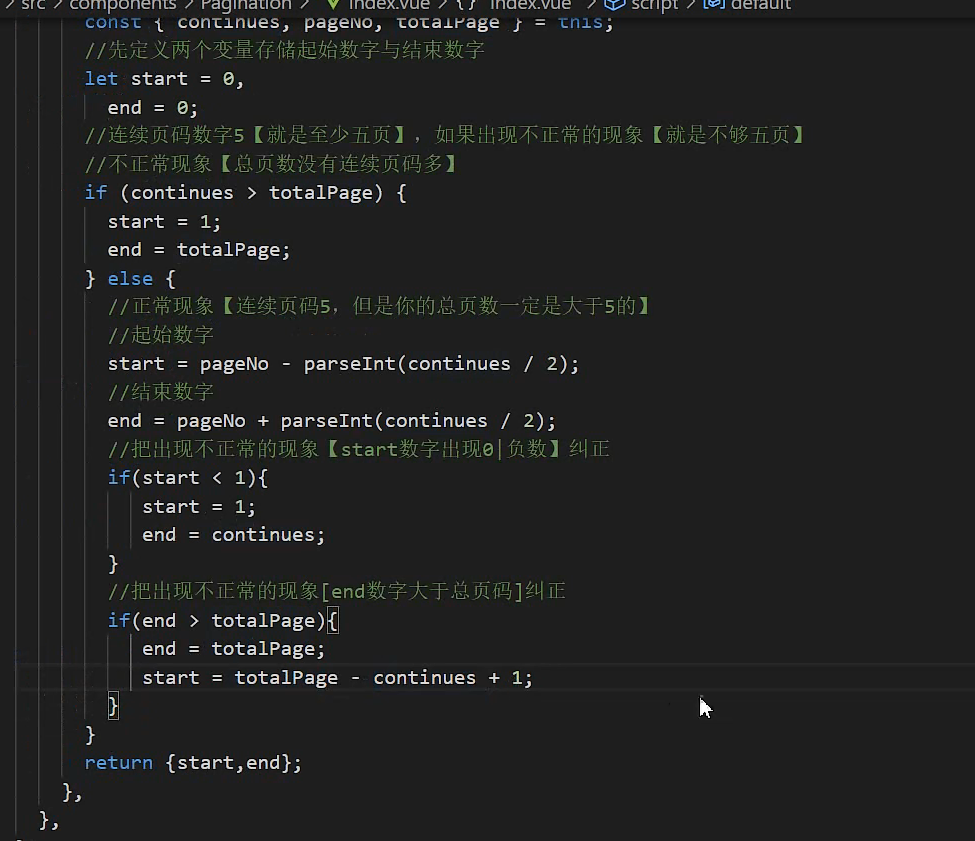 src > components > Pagination > index.vue > {} "index.vue" > script > default
const { continues, pageNo, totalPage } = this;
//先定义两个变量存储起始数字与结束数字
let start = 0,
end = 0;
//连续页码数字5【就是至少五页】，如果出现不正常的现象【就是不够五页】
//不正常现象【总页数没有连续页码多】
if (continues > totalPage) {
start = 1;
end = totalPage;
} else {
//正常现象【连续页码5，但是你的总页数一定是大于5的】
//起始数字
start = pageNo - parseInt(continues / 2);
//结束数字
end = pageNo + parseInt(continues / 2);
//把出现不正常的现象【start数字出现0|负数】纠正
if(start < 1){
start = 1;
end = continues;
}
//把出现不正常的现象[end数字大于总页码]纠正
if(end > totalPage){
end = totalPage;
start = totalPage - continues + 1;
}
}
return {start,end};
},
},